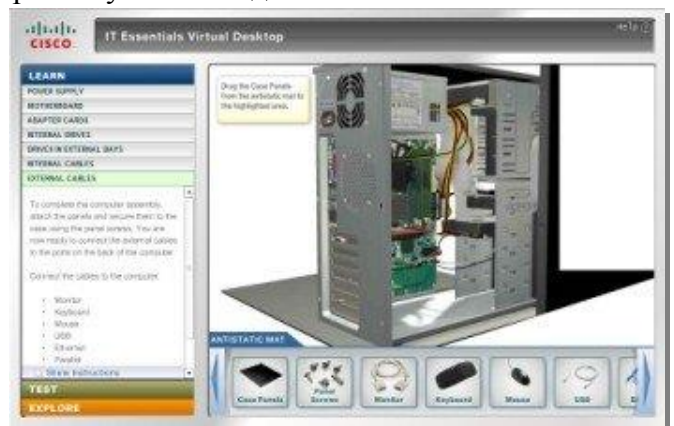 CISCO
IT Essentials Virtual Desktop
Help
LEARN
POWER SUPPLY
MOTHERBOARD
ADAPTER CARDS
INTERNAL DRIVES
DRIVES IN EXTERNAL BAYS
INTERNAL CABLES
EXTERNAL CABLES
To complete the computer assembly,
attach the panels and secure them to the
case using the panel screws. You are
now ready to connect the external cables
to the ports on the back of the computer.
Connect the cables to the computer.
Monitor
Keyboard
Mouse
USB
Ethernet
Parallel
Show Instructions
TEST
EXPLORE
Drag the Case Panels
from the antistatic mat to
the highlighted area.
ANTISTATIC MAT
Case Panels
Panel
Screws
Monitor
Keyboard
Mouse
USB